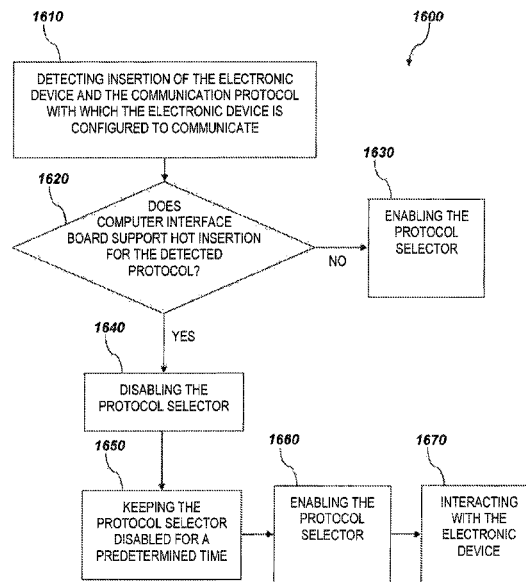 1610
1600
DETECTING INSERTION OF THE ELECTRONIC
DEVICE AND THE COMMUNICATION PROTOCOL
WITH WHICH THE ELECTRONIC DEVICE IS
CONFIGURED TO COMMUNICATE
1620
DOES
COMPUTER INTERFACE
BOARD SUPPORT HOT INSERTION
FOR THE DETECTED
PROTOCOL?
NO
1630
ENABLING THE
PROTOCOL
SELECTOR
YES
1640
DISABLING THE
PROTOCOL SELECTOR
1650
KEEPING THE
PROTOCOL SELECTOR
DISABLED FOR A
PREDETERMINED TIME
1660
ENABLING THE
PROTOCOL
SELECTOR
1670
INTERACTING
WITH THE
ELECTRONIC
DEVICE